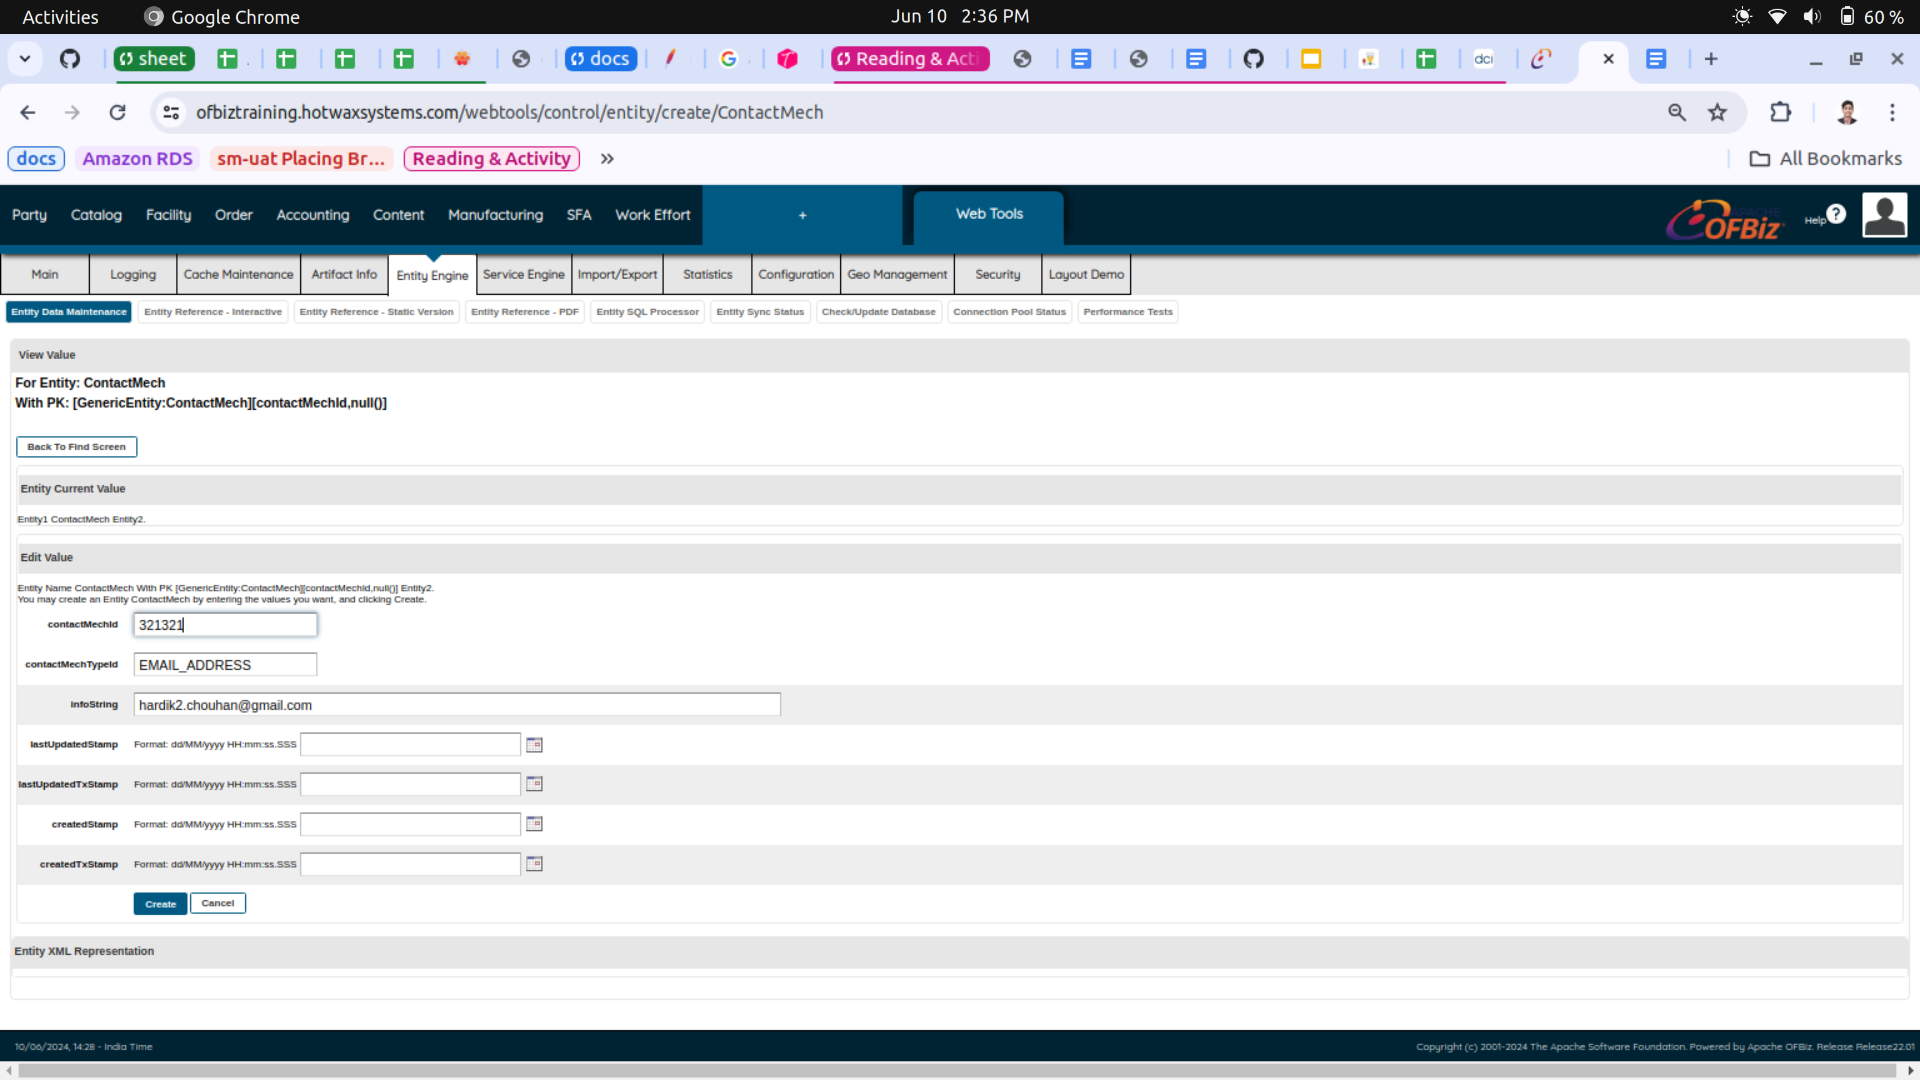 Activities
Google Chrome
Jun 10 2:36 PM
60 %
sheet
docs
Reading & Acti
dci
ofbiztraining.hotwaxsystems.com/webtools/control/entity/create/ContactMech
docs
Amazon RDS
sm-uat Placing Br...
Reading & Activity
»
All Bookmarks
Party
Catalog
Facility
Order
Accounting
Content
Manufacturing
SFA
Work Effort
+
Web Tools
APACHE
OFBiz
Help
Main
Logging
Cache Maintenance
Artifact Info
Entity Engine
Service Engine
Import/Export
Statistics
Configuration
Geo Management
Security
Layout Demo
Entity Data Maintenance
Entity Reference - Interactive
Entity Reference - Static Version
Entity Reference - PDF
Entity SQL Processor
Entity Sync Status
Check/Update Database
Connection Pool Status
Performance Tests
View Value
For Entity: ContactMech
With PK: [GenericEntity:ContactMech][contactMechId,null()]
Back To Find Screen
Entity Current Value
Entity1 ContactMech Entity2.
Edit Value
Entity Name ContactMech With PK [GenericEntity:ContactMech][contactMechId,null()] Entity2.
You may create an Entity ContactMech by entering the values you want, and clicking Create.
contactMechId
321321
contactMechTypeId
EMAIL_ADDRESS
infoString
hardik2.chouhan@gmail.com
lastUpdatedStamp
Format: dd/MM/yyyy HH:mm:ss.SSS
lastUpdatedTxStamp
Format: dd/MM/yyyy HH:mm:ss.SSS
createdStamp
Format: dd/MM/yyyy HH:mm:ss.SSS
createdTxStamp
Format: dd/MM/yyyy HH:mm:ss.SSS
Create
Cancel
Entity XML Representation
10/06/2024, 14:28 - India Time
Copyright (c) 2001-2024 The Apache Software Foundation. Powered by Apache OFBiz. Release Release22.01